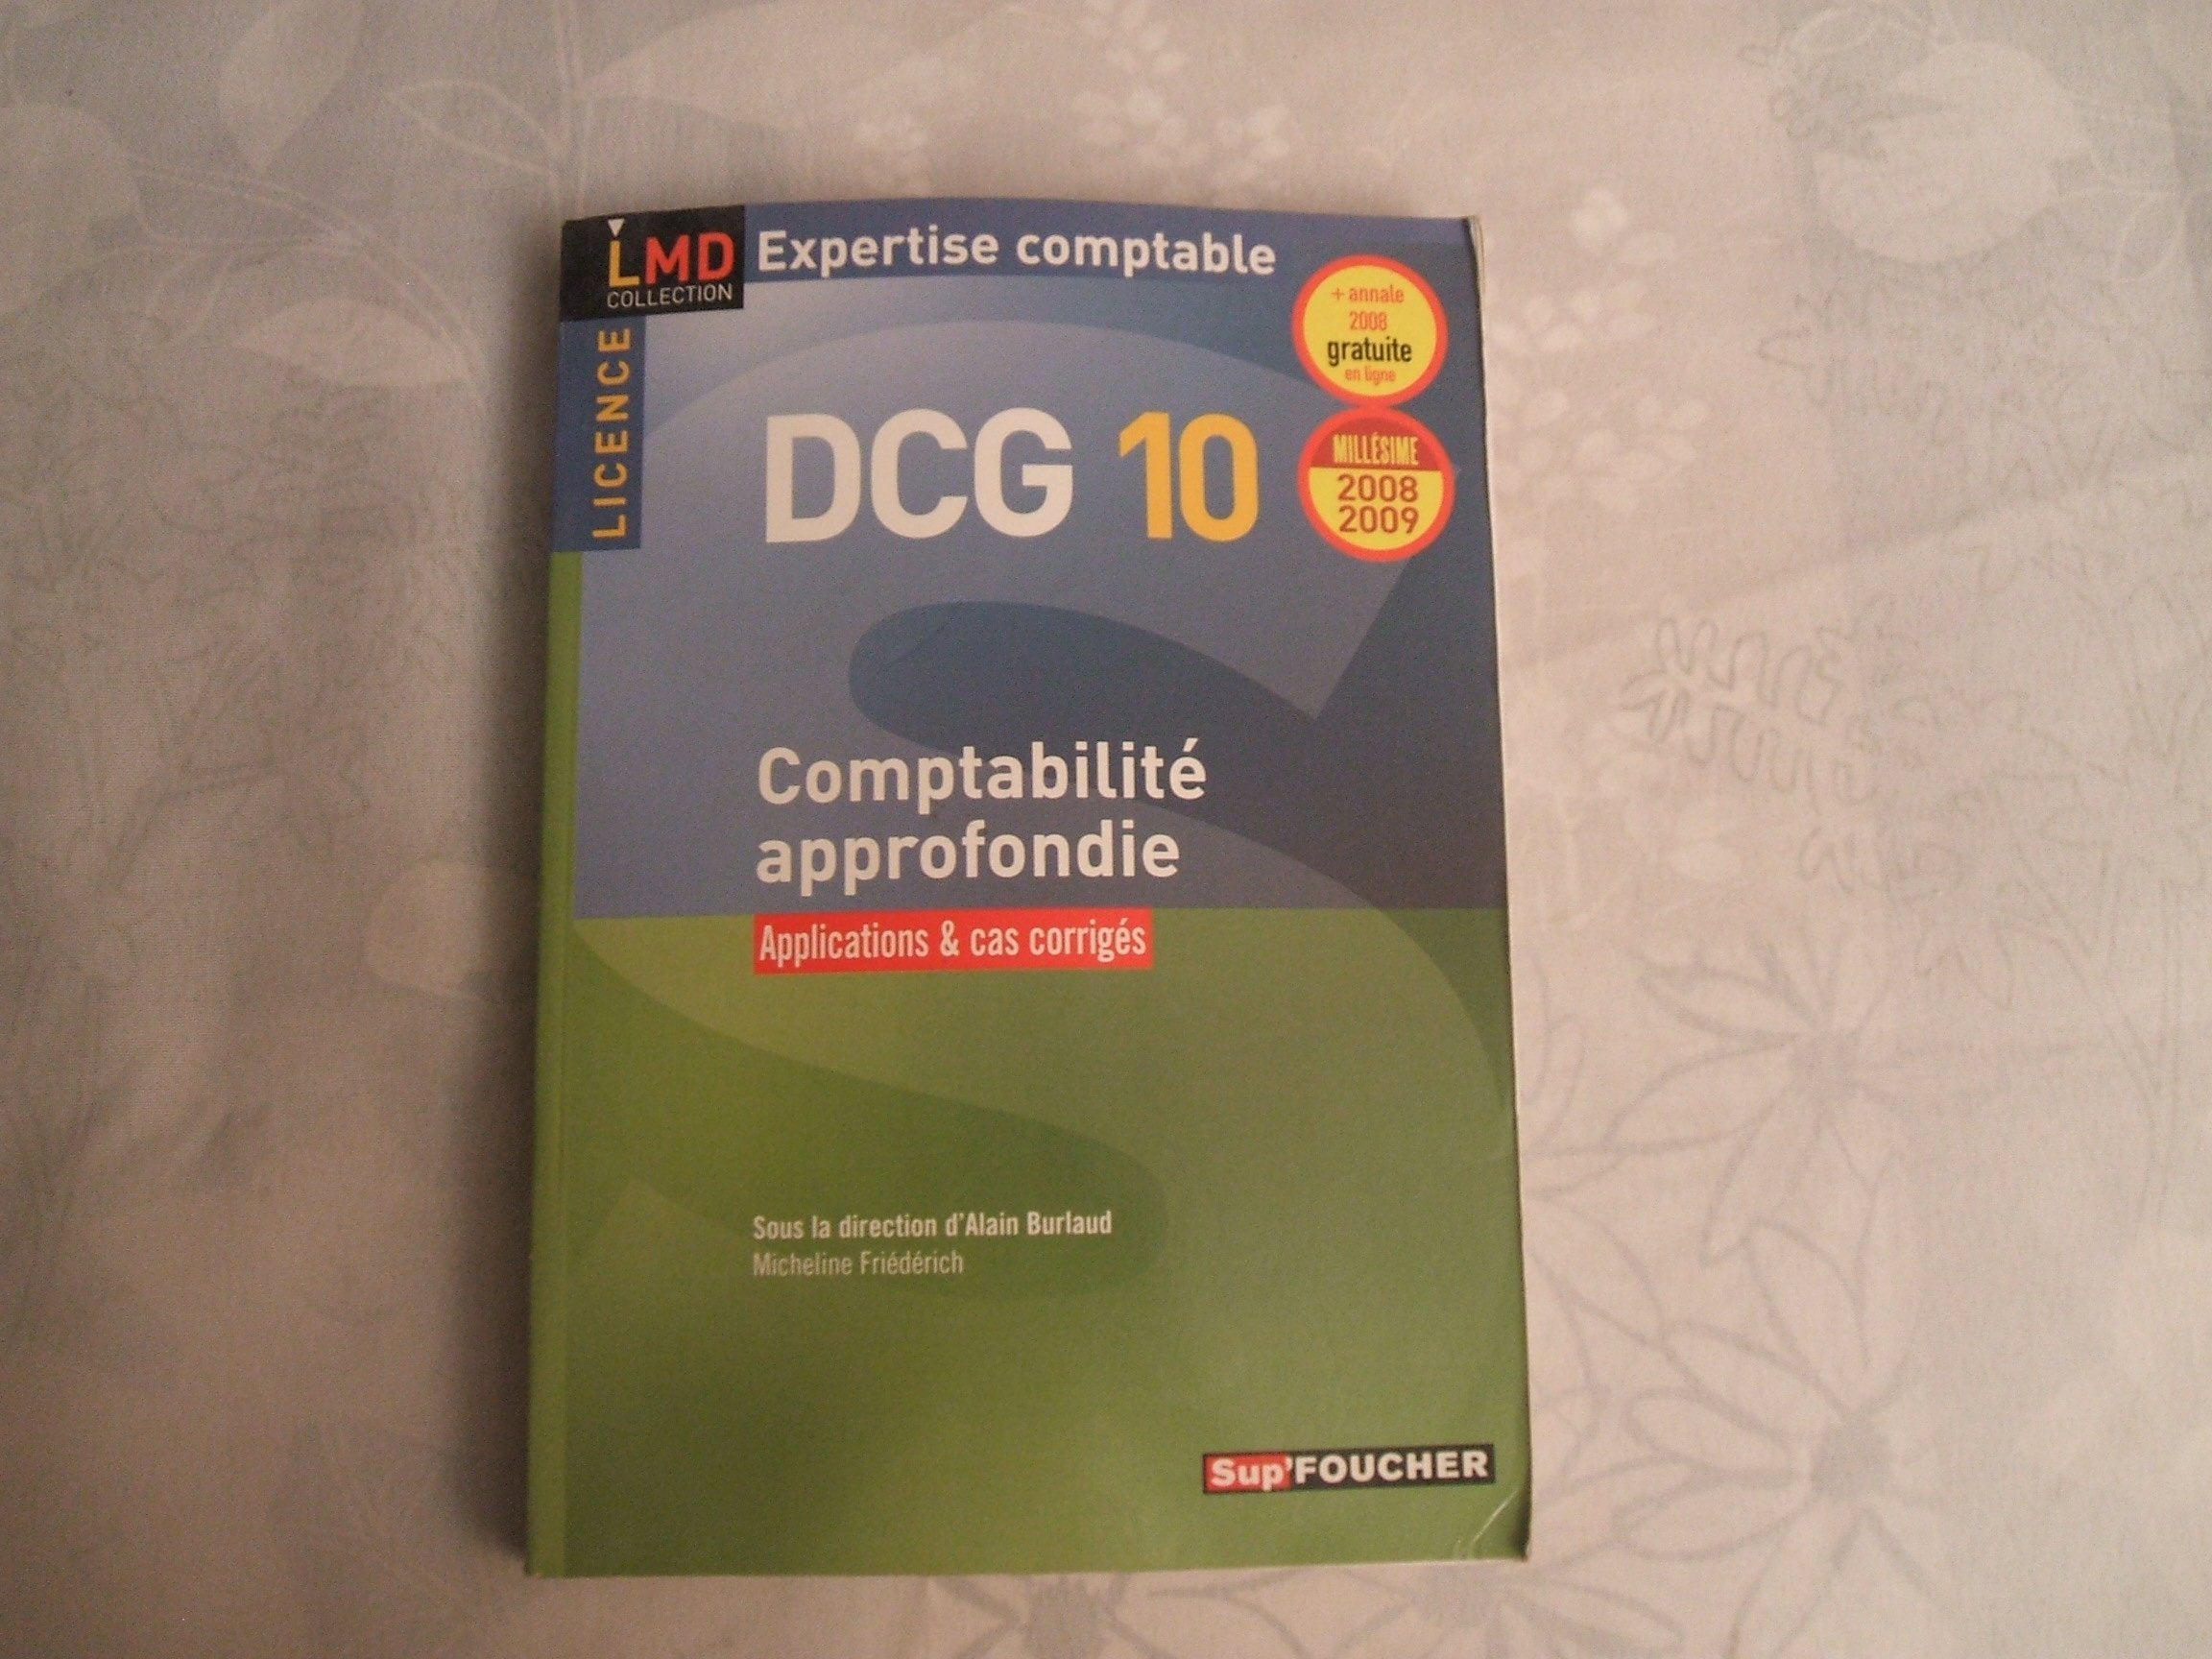 LMD
COLLECTION
Expertise comptable
LICENCE
+ annale
2008
gratuite
en ligne
DCG 10
MILLÉSIME
2008
2009
Comptabilité
approfondie
Applications & cas corrigés
Sous la direction d'Alain Burlaud
Micheline Friédérich
Sup'FOUCHER